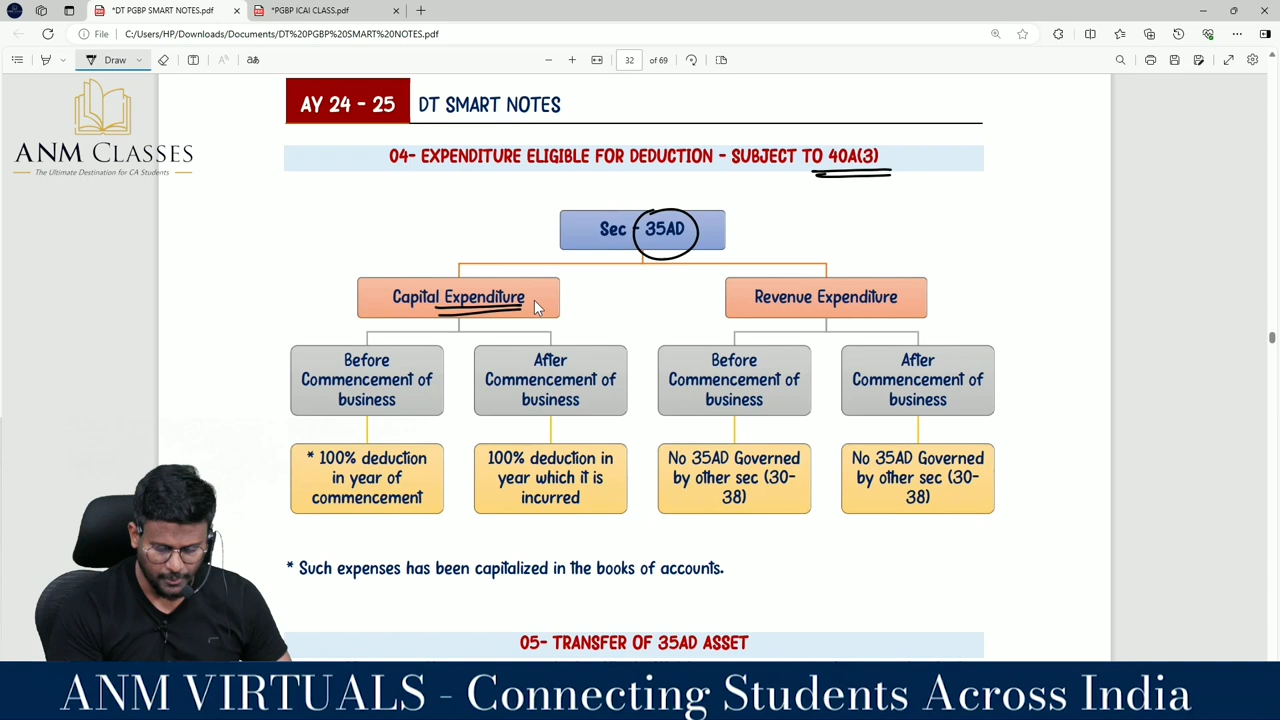 *DT PGBP SMART NOTES.pdf
*PGBP ICAI CLASS.pdf
File
C:/Users/HP/Downloads/Documents/DT%20PGBP%20SMART%20NOTES.pdf
Draw
32
of 69
ANM CLASSES
The Ultimate Destination for CA Students
AY 24 - 25
DT SMART NOTES
04- EXPENDITURE ELIGIBLE FOR DEDUCTION - SUBJECT TO 40A(3)
Sec - 35AD
Capital Expenditure
Revenue Expenditure
Before
Commencement of
business
After
Commencement of
business
Before
Commencement of
business
After
Commencement of
business
* 100% deduction
in year of
commencement
100% deduction in
year which it is
incurred
No 35AD Governed
by other sec (30-
38)
No 35AD Governed
by other sec (30-
38)
* Such expenses has been capitalized in the books of accounts.
05- TRANSFER OF 35AD ASSET
ANM VIRTUALS - Connecting Students Across India